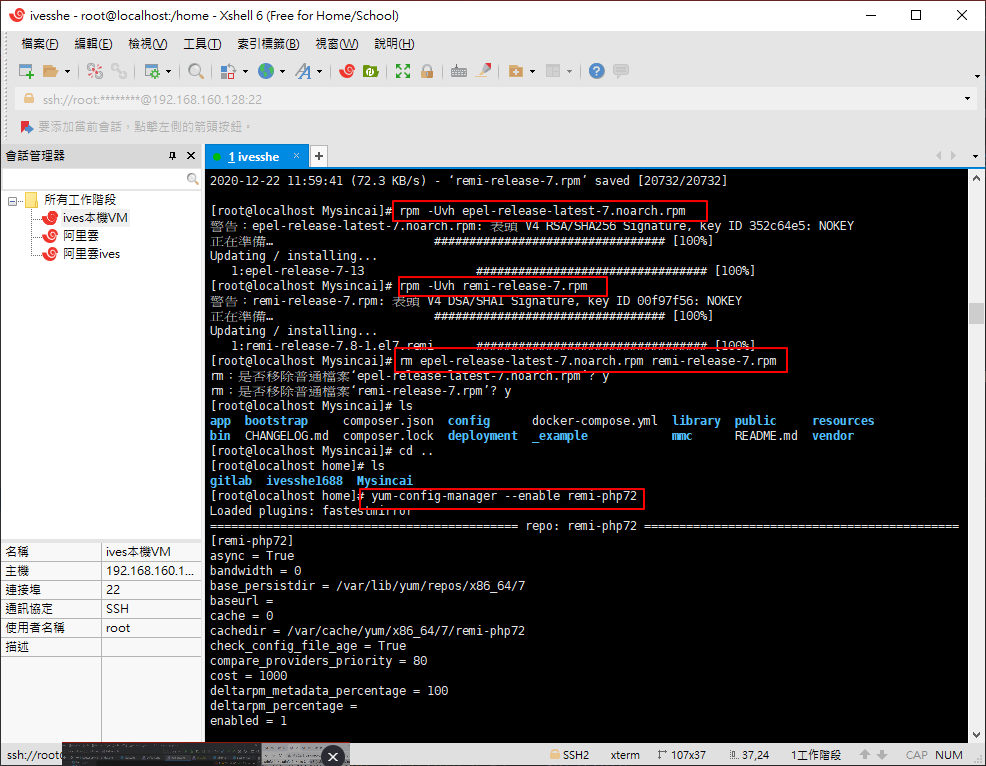 ivesshe - root@localhost:/home - Xshell 6 (Free for Home/School)
檔案(F) 編輯(E) 檢視(V) 工具(T) 索引標籤(B) 視窗(W) 說明(H)
ssh://root:********@192.168.160.128:22
要添加當前會話，點擊左側的箭頭按鈕。
會話管理器
1 ivesshe
所有工作階段
ives本機VM
阿里雲
阿里雲ives
名稱 ives本機VM
主機 192.168.160.1...
連接埠 22
通訊協定 SSH
使用者名稱 root
描述
2020-12-22 11:59:41 (72.3 KB/s) - ‘remi-release-7.rpm’ saved [20732/20732]
[root@localhost Mysincai]# rpm -Uvh epel-release-latest-7.noarch.rpm
警告：epel-release-latest-7.noarch.rpm: 表頭 V4 RSA/SHA256 Signature, key ID 352c64e5: NOKEY
正在準備… ################################# [100%]
Updating / installing...
1:epel-release-7-13 ################################# [100%]
[root@localhost Mysincai]# rpm -Uvh remi-release-7.rpm
警告：remi-release-7.rpm: 表頭 V4 DSA/SHA1 Signature, key ID 00f97f56: NOKEY
正在準備… ################################# [100%]
Updating / installing...
1:remi-release-7.8-1.el7.remi ################################# [100%]
[root@localhost Mysincai]# rm epel-release-latest-7.noarch.rpm remi-release-7.rpm
rm：是否移除普通檔案‘epel-release-latest-7.noarch.rpm’? y
rm：是否移除普通檔案‘remi-release-7.rpm’? y
[root@localhost Mysincai]# ls
app bootstrap composer.json config docker-compose.yml library public resources
bin CHANGELOG.md composer.lock deployment _example mmc README.md vendor
[root@localhost Mysincai]# cd ..
[root@localhost home]# ls
gitlab ivesshe1688 Mysincai
[root@localhost home]# yum-config-manager --enable remi-php72
Loaded plugins: fastestmirror
============================================ repo: remi-php72 =============================================
[remi-php72]
async = True
bandwidth = 0
base_persistdir = /var/lib/yum/repos/x86_64/7
baseurl =
cache = 0
cachedir = /var/cache/yum/x86_64/7/remi-php72
check_config_file_age = True
compare_providers_priority = 80
cost = 1000
deltarpm_metadata_percentage = 100
deltarpm_percentage =
enabled = 1
ssh://root SSH2 xterm 107x37 37,24 1工作階段 CAP NUM